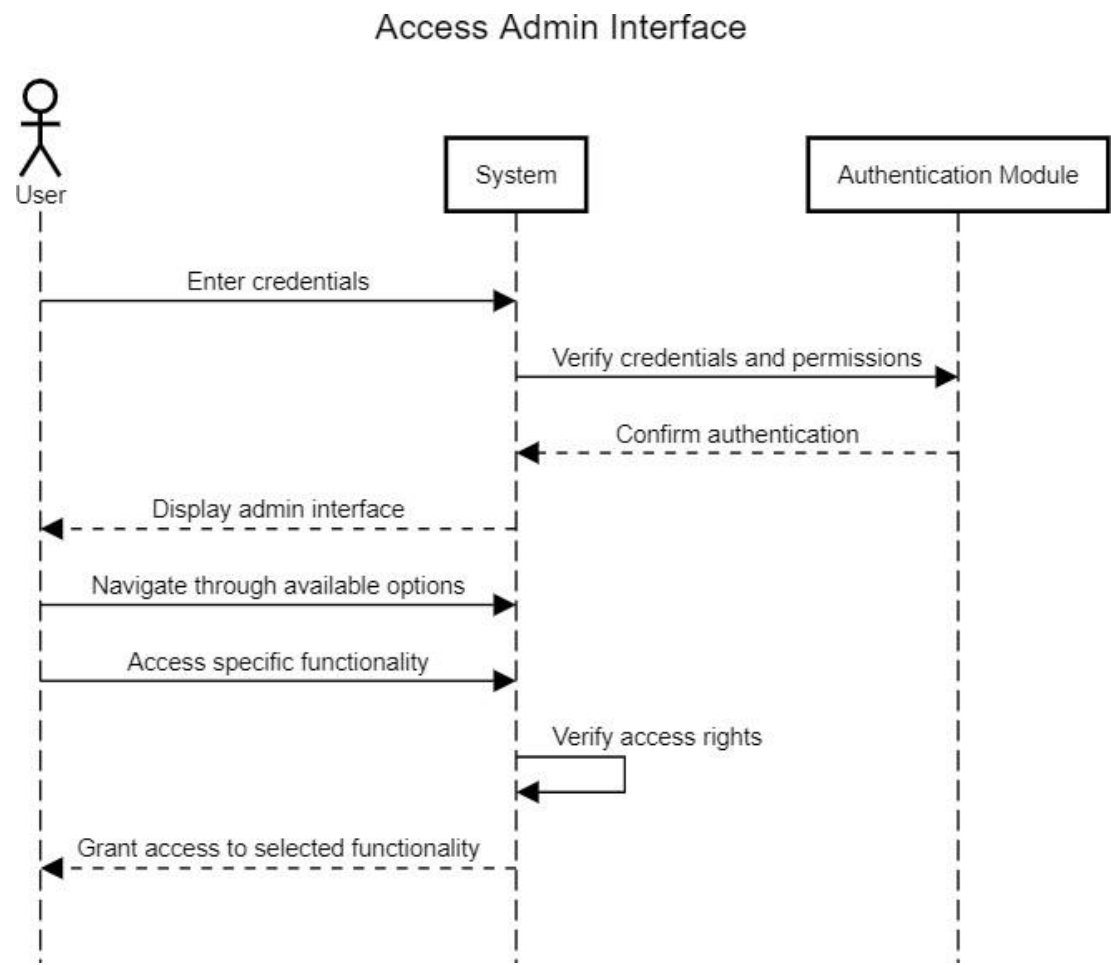 Access Admin Interface
User
System
Authentication Module
Enter credentials
Verify credentials and permissions
Confirm authentication
Display admin interface
Navigate through available options
Access specific functionality
Verify access rights
Grant access to selected functionality